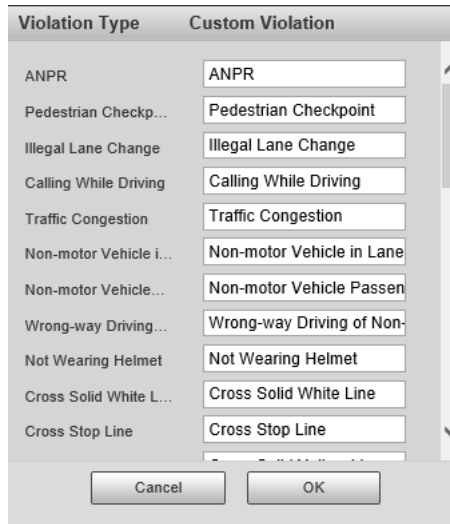 Violation Type Custom Violation
ANPR ANPR
Pedestrian Checkp... Pedestrian Checkpoint
Illegal Lane Change Illegal Lane Change
Calling While Driving Calling While Driving
Traffic Congestion Traffic Congestion
Non-motor Vehicle i... Non-motor Vehicle in Lane
Non-motor Vehicle... Non-motor Vehicle Passen
Wrong-way Driving... Wrong-way Driving of Non-
Not Wearing Helmet Not Wearing Helmet
Cross Solid White L... Cross Solid White Line
Cross Stop Line Cross Stop Line
Cancel OK